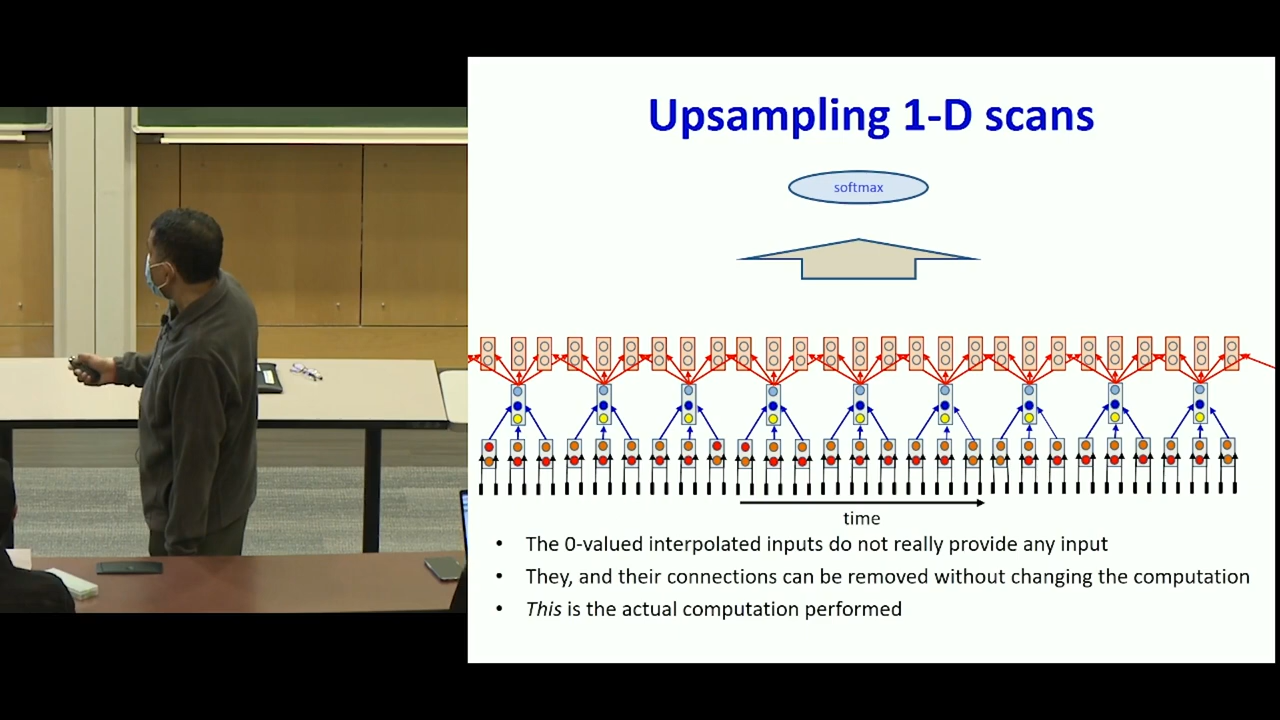 Upsampling 1-D scans
softmax
time
• The 0-valued interpolated inputs do not really provide any input
• They, and their connections can be removed without changing the computation
• This is the actual computation performed